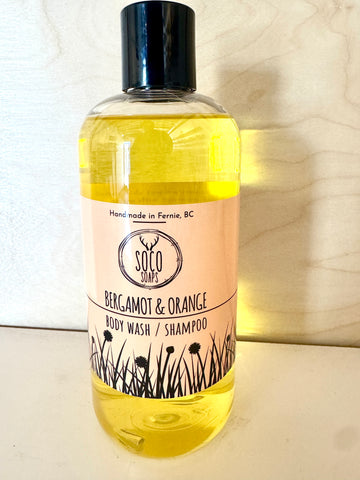 Handmade in Fernie, BC
SOCO
SOAPS
BERGAMOT & ORANGE
BODY WASH / SHAMPOO